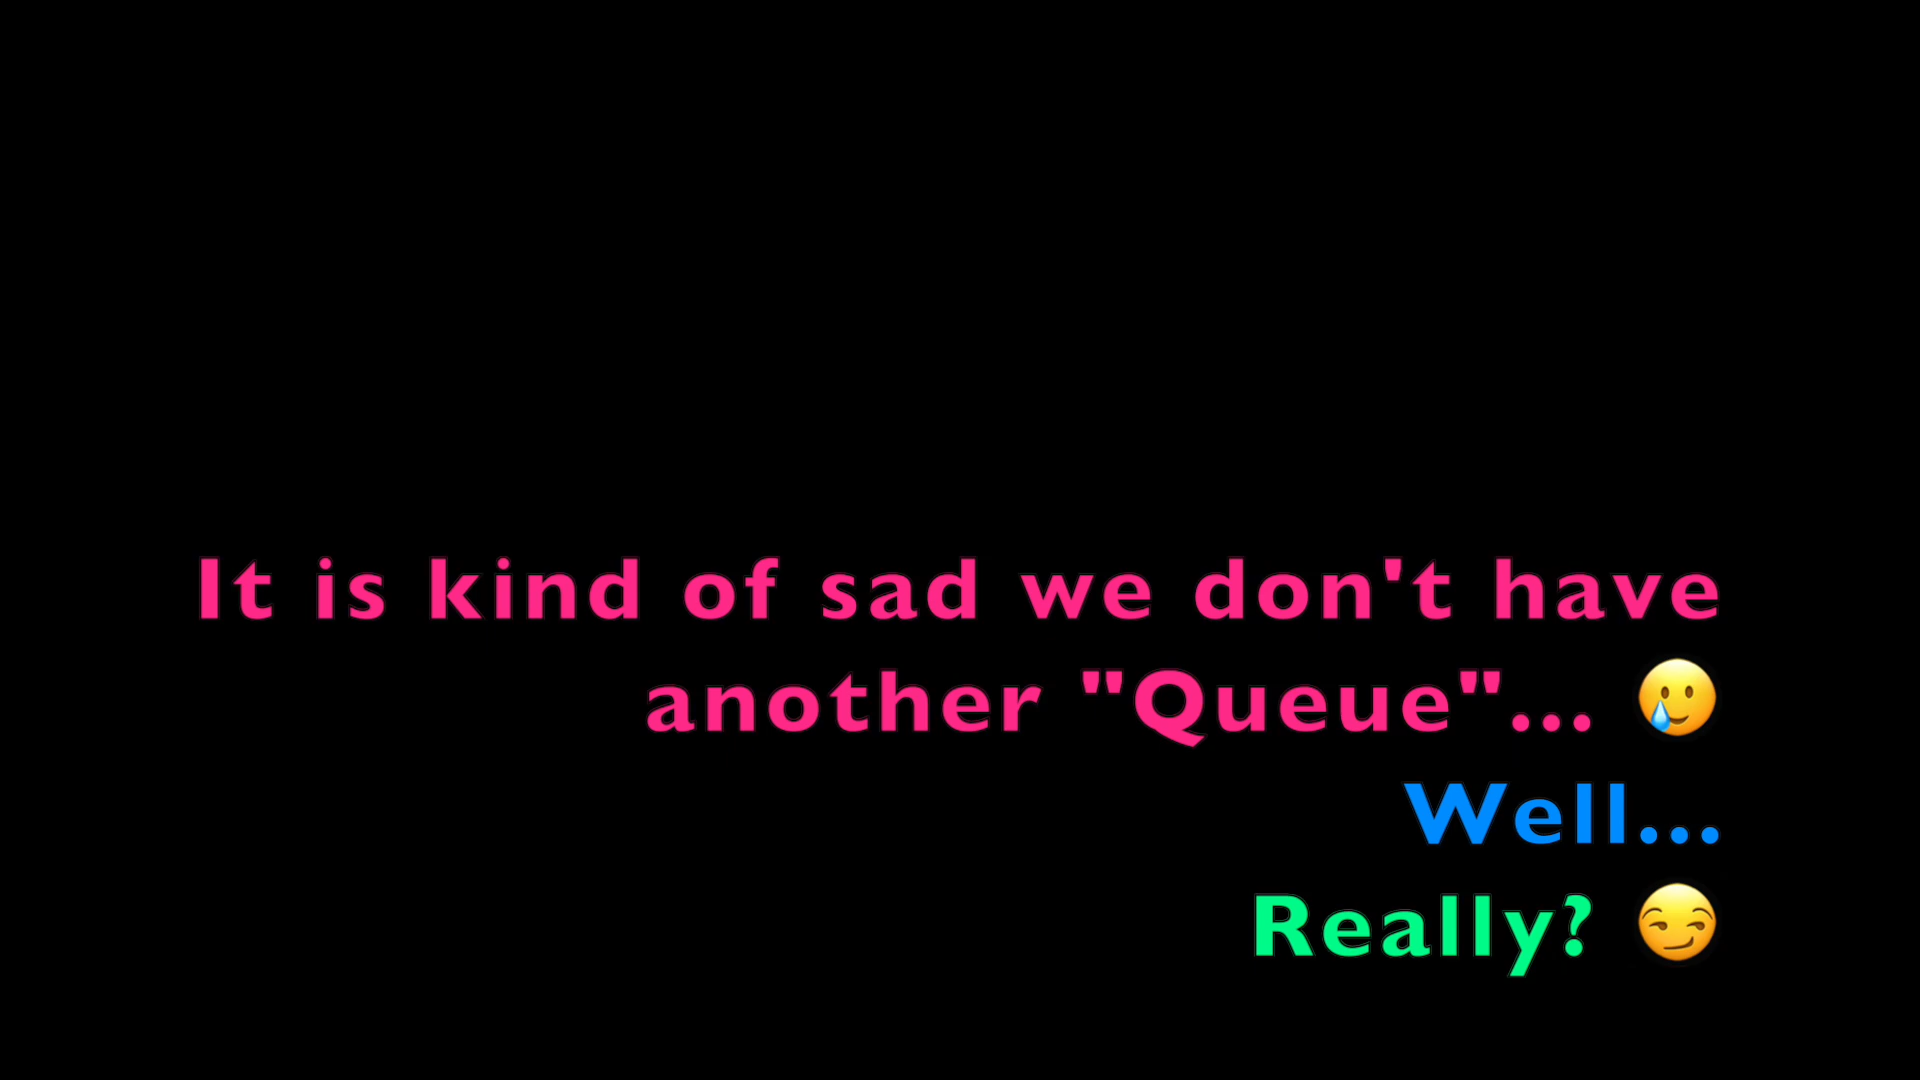 It is kind of sad we don't have
another "Queue"... 🥲
Well...
Really? 😏